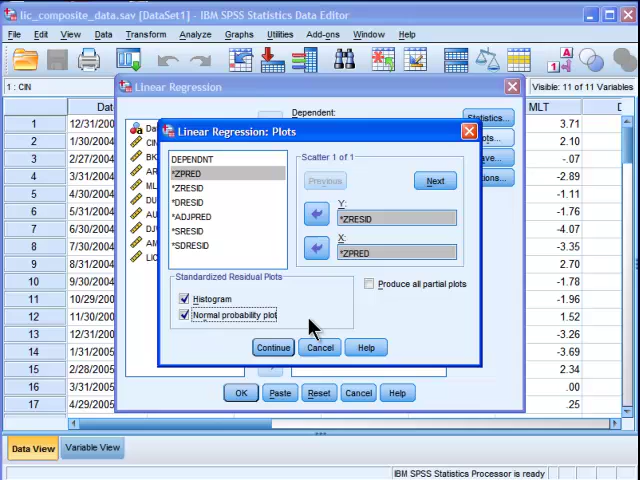 lic_composite_data.sav [DataSet1] - IBM SPSS Statistics Data Editor
File Edit View Data Transform Analyze Graphs Utilities Add-ons Window Help
1 : CIN Visible: 11 of 11 Variables
Linear Regression
Dependent:
Statistics...
Linear Regression: Plots
DEPENDNT
*ZPRED
*ZRESID
*DRESID
*ADJPRED
*SRESID
*SDRESID
Scatter 1 of 1
Previous Next
Y:
*ZRESID
X:
*ZPRED
Standardized Residual Plots
Histogram
Normal probability plot
Produce all partial plots
Continue Cancel Help
OK Paste Reset Cancel Help
MLT
1 12/31/200 3.71
2 1/30/2004 2.10
3 2/27/2004 -.07
4 3/31/2004 -2.89
5 4/30/2004 -1.11
6 5/28/2004 -1.76
7 6/30/2004 -4.07
8 7/30/2004 -3.35
9 8/31/2004 2.70
10 9/30/2004 -1.78
11 10/29/200 -1.96
12 11/30/200 1.52
13 12/31/200 -3.26
14 1/31/2005 -3.69
15 2/28/2005 2.34
16 3/31/2005 .00
17 4/29/2005 .25
Data View Variable View
IBM SPSS Statistics Processor is ready